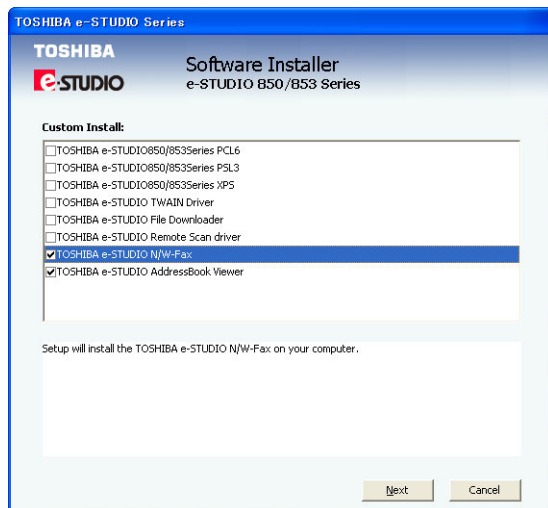 TOSHIBA e-STUDIO Series
TOSHIBA
e-STUDIO
Software Installer
e-STUDIO 850/853 Series
Custom Install:
TOSHIBA e-STUDIO850/853Series PCL6
TOSHIBA e-STUDIO850/853Series PSL3
TOSHIBA e-STUDIO850/853Series XPS
TOSHIBA e-STUDIO TWAIN Driver
TOSHIBA e-STUDIO File Downloader
TOSHIBA e-STUDIO Remote Scan driver
TOSHIBA e-STUDIO N/W-Fax
TOSHIBA e-STUDIO AddressBook Viewer
Setup will install the TOSHIBA e-STUDIO N/W-Fax on your computer.
Next
Cancel